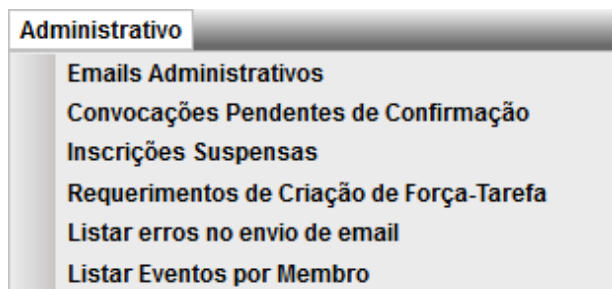 Administrativo
Emails Administrativos
Convocações Pendentes de Confirmação
Inscrições Suspensas
Requerimentos de Criação de Força-Tarefa
Listar erros no envio de email
Listar Eventos por Membro